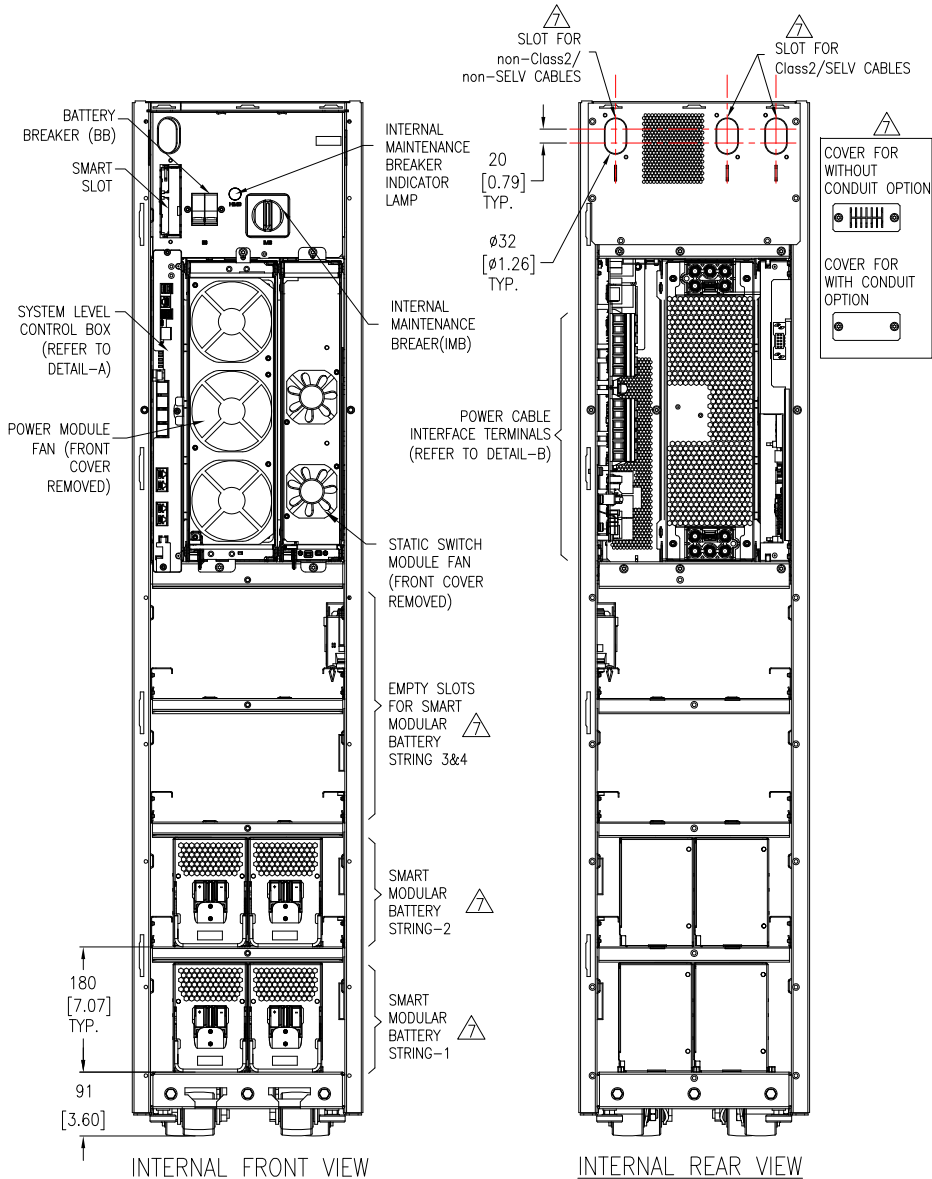 7
SLOT FOR
non-Class2/
non-SELV CABLES
7
SLOT FOR
Class2/SELV CABLES
BATTERY
BREAKER (BB)
SMART
SLOT
INTERNAL
MAINTENANCE
BREAKER
INDICATOR
LAMP
SYSTEM LEVEL
CONTROL BOX
(REFER TO
DETAIL-A)
INTERNAL
MAINTENANCE
BREAER(IMB)
POWER MODULE
FAN (FRONT
COVER
REMOVED)
STATIC SWITCH
MODULE FAN
(FRONT COVER
REMOVED)
EMPTY SLOTS
FOR SMART
MODULAR
BATTERY
STRING 3&4
7
SMART
MODULAR
BATTERY
STRING-2
7
SMART
MODULAR
BATTERY
STRING-1
7
180
[7.07]
TYP.
91
[3.60]
INTERNAL FRONT VIEW
20
[0.79]
TYP.
ø32
[ø1.26]
TYP.
POWER CABLE
INTERFACE TERMINALS
(REFER TO DETAIL-B)
7
COVER FOR
WITHOUT
CONDUIT OPTION
COVER FOR
WITH CONDUIT
OPTION
INTERNAL REAR VIEW